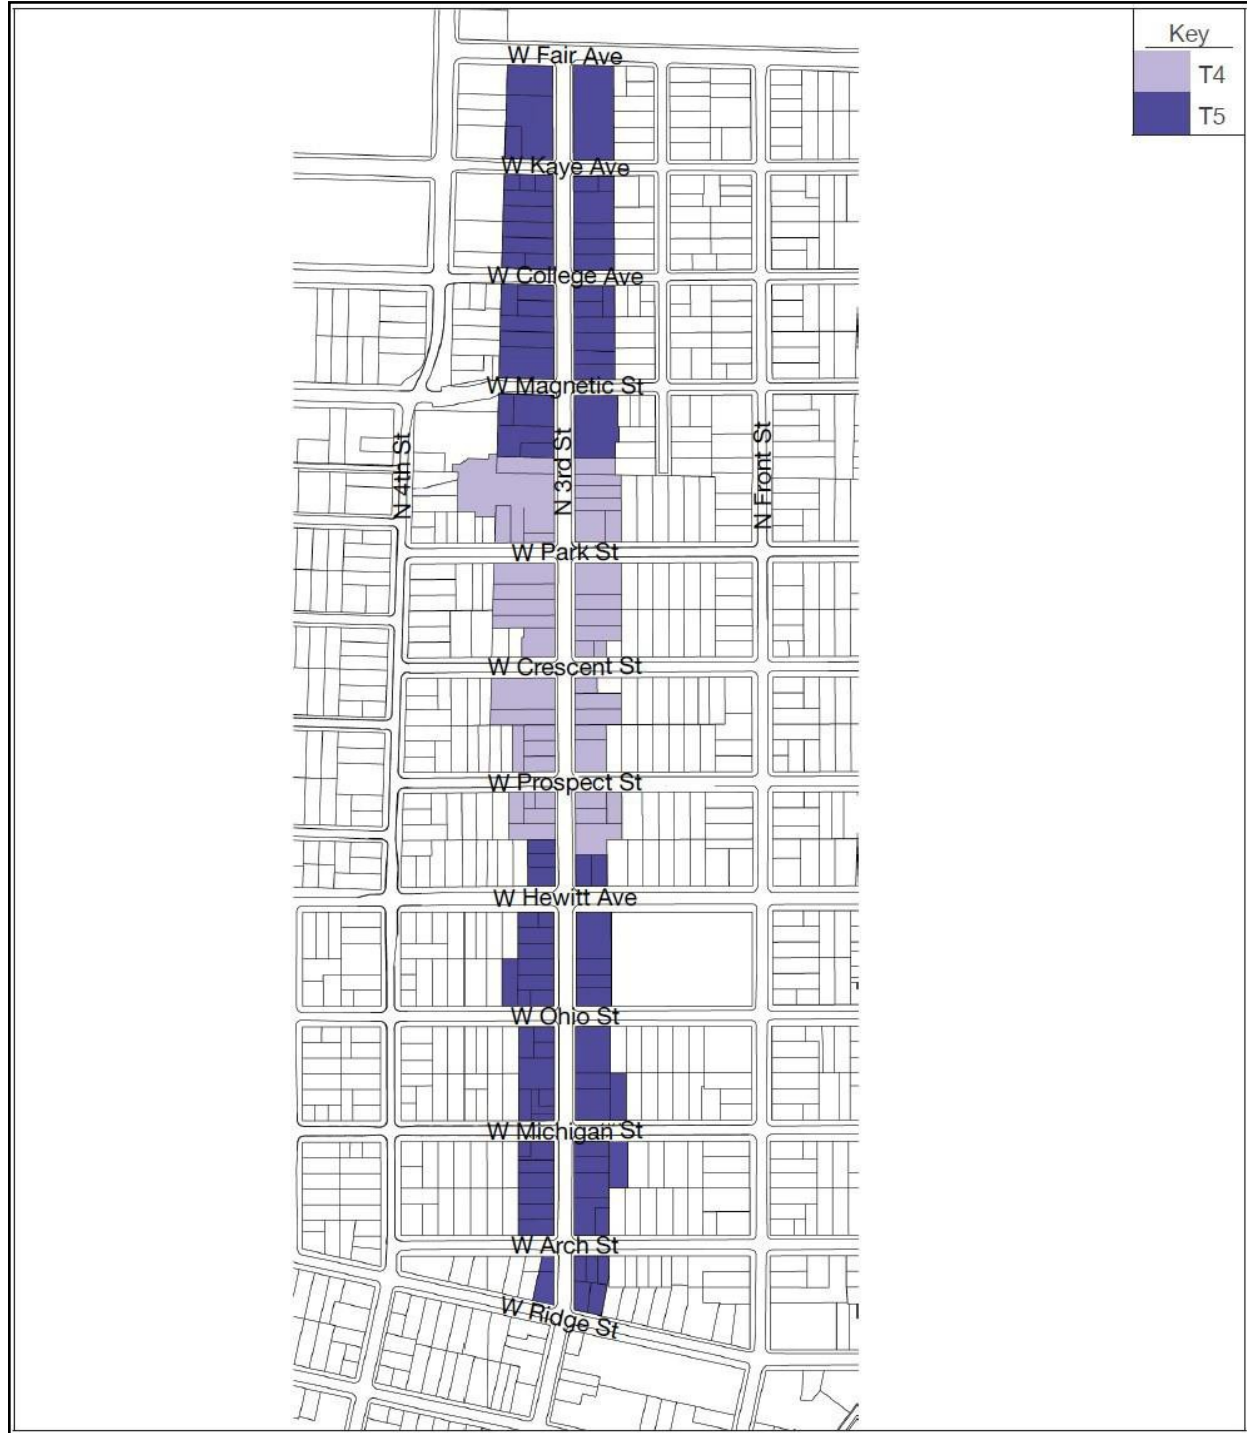 Key
T4
T5
W Fair Ave
W Kaye Ave
W College Ave
W Magnetic St
N 4th St
N 3rd St
N Front St
W Park St
W Crescent St
W Prospect St
W Hewitt Ave
W Ohio St
W Michigan St
W Arch St
W Ridge St